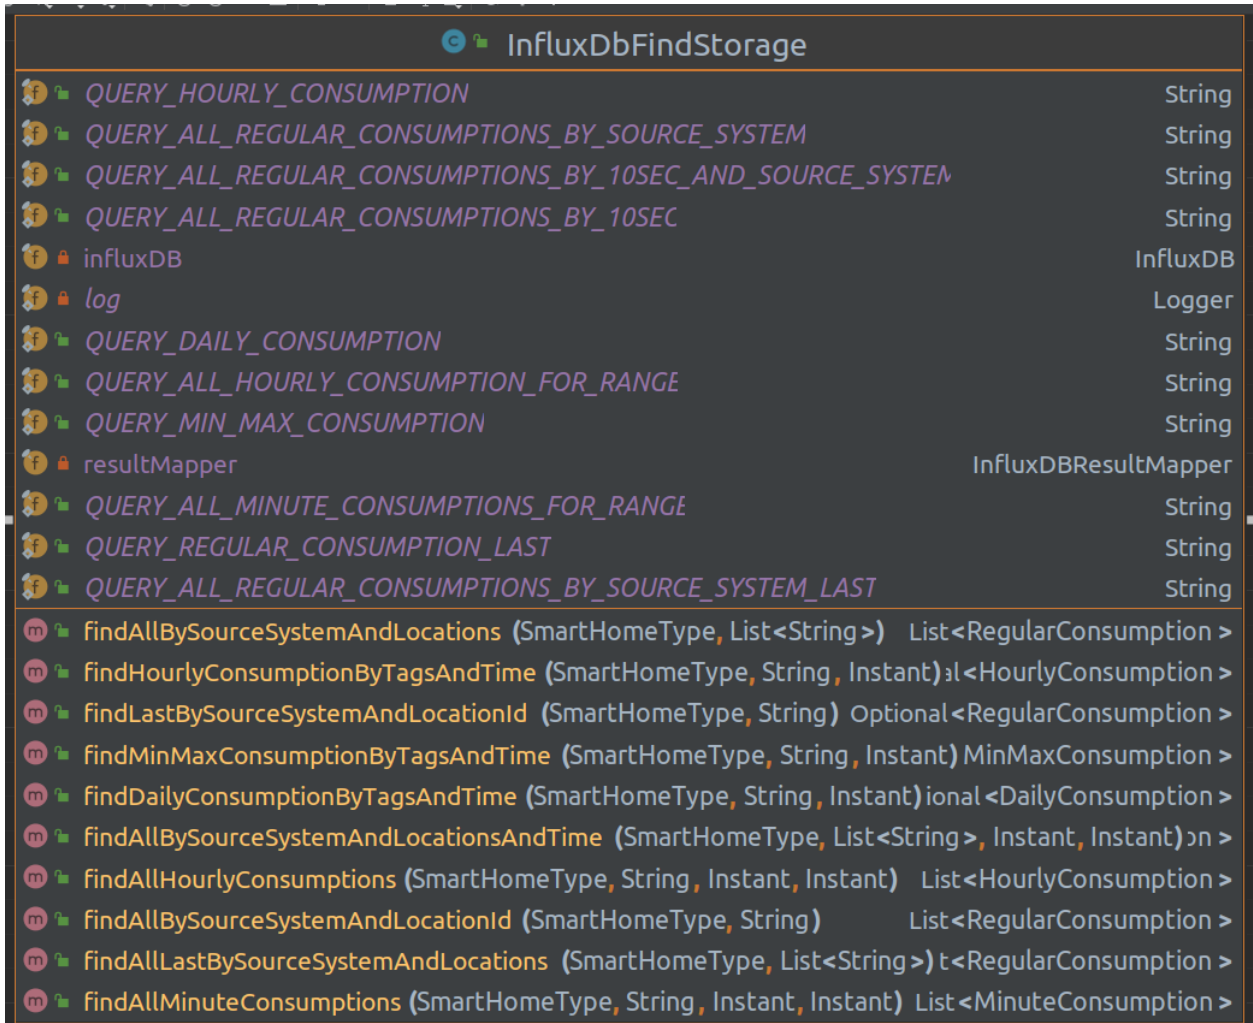 InfluxDbFindStorage
QUERY_HOURLY_CONSUMPTION String
QUERY_ALL_REGULAR_CONSUMPTIONS_BY_SOURCE_SYSTEM String
QUERY_ALL_REGULAR_CONSUMPTIONS_BY_10SEC_AND_SOURCE_SYSTEM String
QUERY_ALL_REGULAR_CONSUMPTIONS_BY_10SEC String
influxDB InfluxDB
log Logger
QUERY_DAILY_CONSUMPTION String
QUERY_ALL_HOURLY_CONSUMPTION_FOR_RANGE String
QUERY_MIN_MAX_CONSUMPTION String
resultMapper InfluxDBResultMapper
QUERY_ALL_MINUTE_CONSUMPTIONS_FOR_RANGE String
QUERY_REGULAR_CONSUMPTION_LAST String
QUERY_ALL_REGULAR_CONSUMPTIONS_BY_SOURCE_SYSTEM_LAST String
findAllBySourceSystemAndLocations (SmartHomeType, List<String>) List<RegularConsumption>
findHourlyConsumptionByTagsAndTime (SmartHomeType, String, Instant) al<HourlyConsumption>
findLastBySourceSystemAndLocationId (SmartHomeType, String) Optional<RegularConsumption>
findMinMaxConsumptionByTagsAndTime (SmartHomeType, String, Instant) MinMaxConsumption>
findDailyConsumptionByTagsAndTime (SmartHomeType, String, Instant) ional<DailyConsumption>
findAllBySourceSystemAndLocationsAndTime (SmartHomeType, List<String>, Instant, Instant) on>
findAllHourlyConsumptions (SmartHomeType, String, Instant, Instant) List<HourlyConsumption>
findAllBySourceSystemAndLocationId (SmartHomeType, String) List<RegularConsumption>
findAllLastBySourceSystemAndLocations (SmartHomeType, List<String>) t<RegularConsumption>
findAllMinuteConsumptions (SmartHomeType, String, Instant, Instant) List<MinuteConsumption>